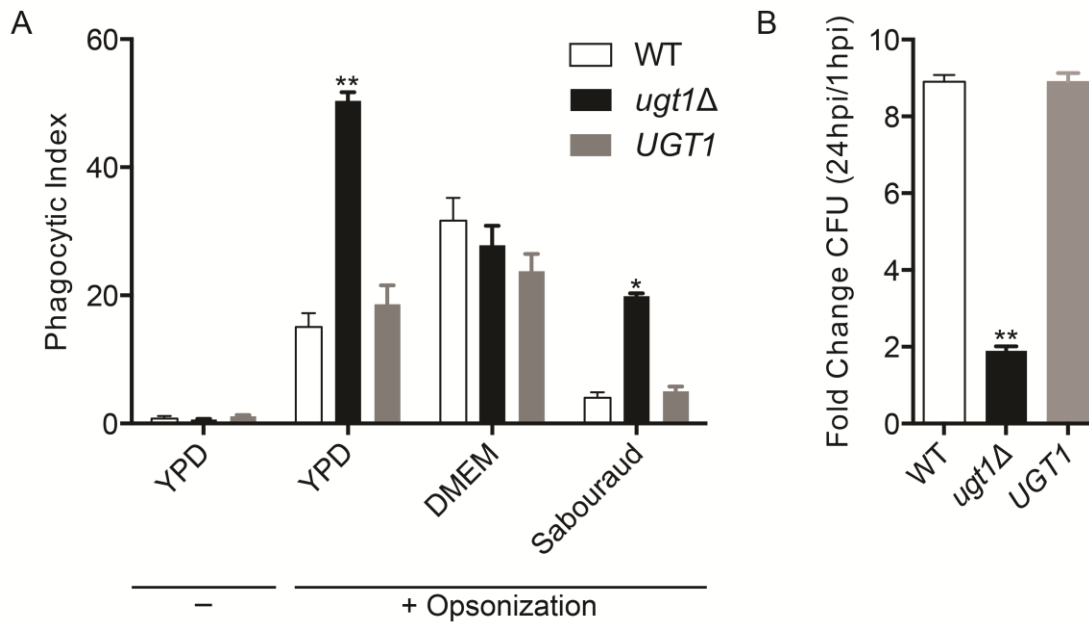 A
Phagocytic Index
60
40
20
0
WT
ugt1Δ
UGT1
**
*
YPD
YPD
DMEM
Sabouraud
–
+ Opsonization
B
Fold Change CFU (24hpi/1hpi)
10
8
6
4
2
0
**
WT
ugt1Δ
UGT1